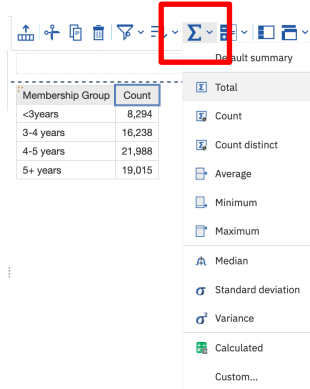 Default summary
Membership Group Count
<3years 8,294
3-4 years 16,238
4-5 years 21,988
5+ years 19,015
Total
Count
Count distinct
Average
Minimum
Maximum
Median
Standard deviation
Variance
Calculated
Custom...